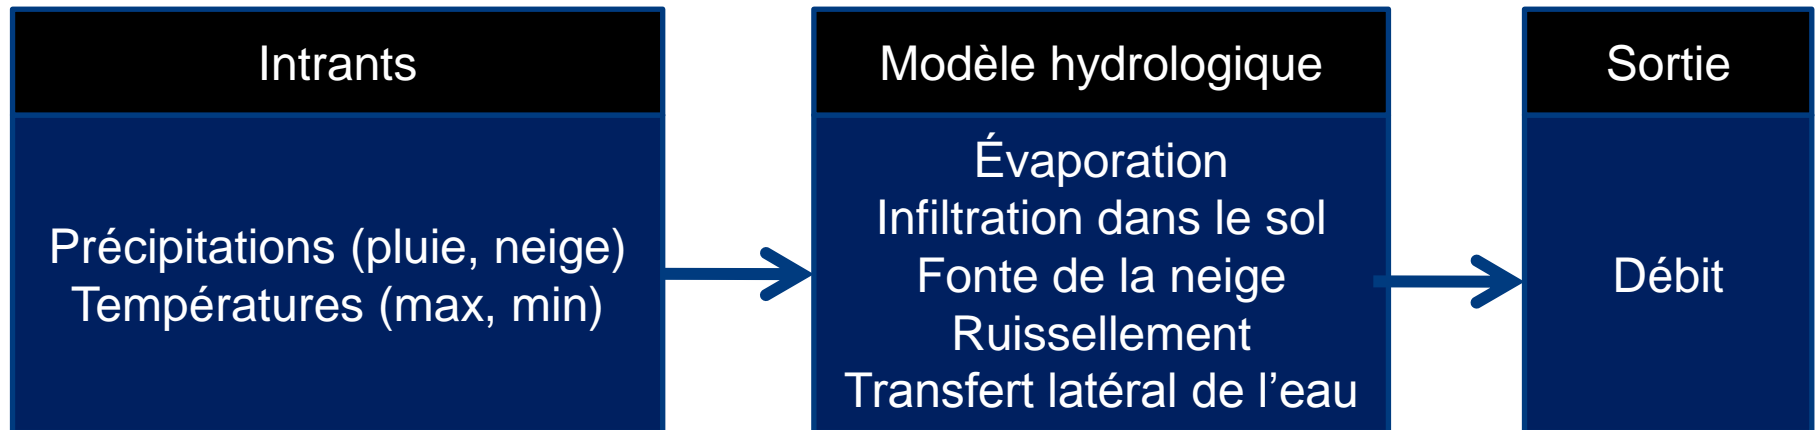 Intrants
Précipitations (pluie, neige)
Températures (max, min)
Modèle hydrologique
Évaporation
Infiltration dans le sol
Fonte de la neige
Ruissellement
Transfert latéral de l’eau
Sortie
Débit